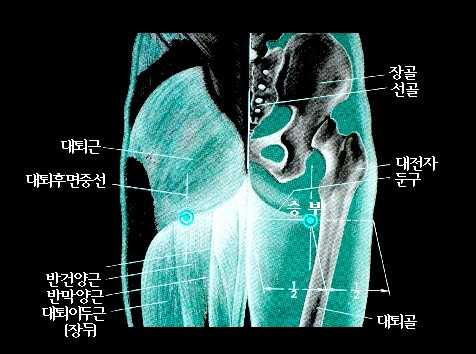 장골
선골
대퇴근
대퇴후면중선
대전자
둔구
승 부
반건양근
반막양근
대퇴이두근
(장두)
1/2 1/2
대퇴골